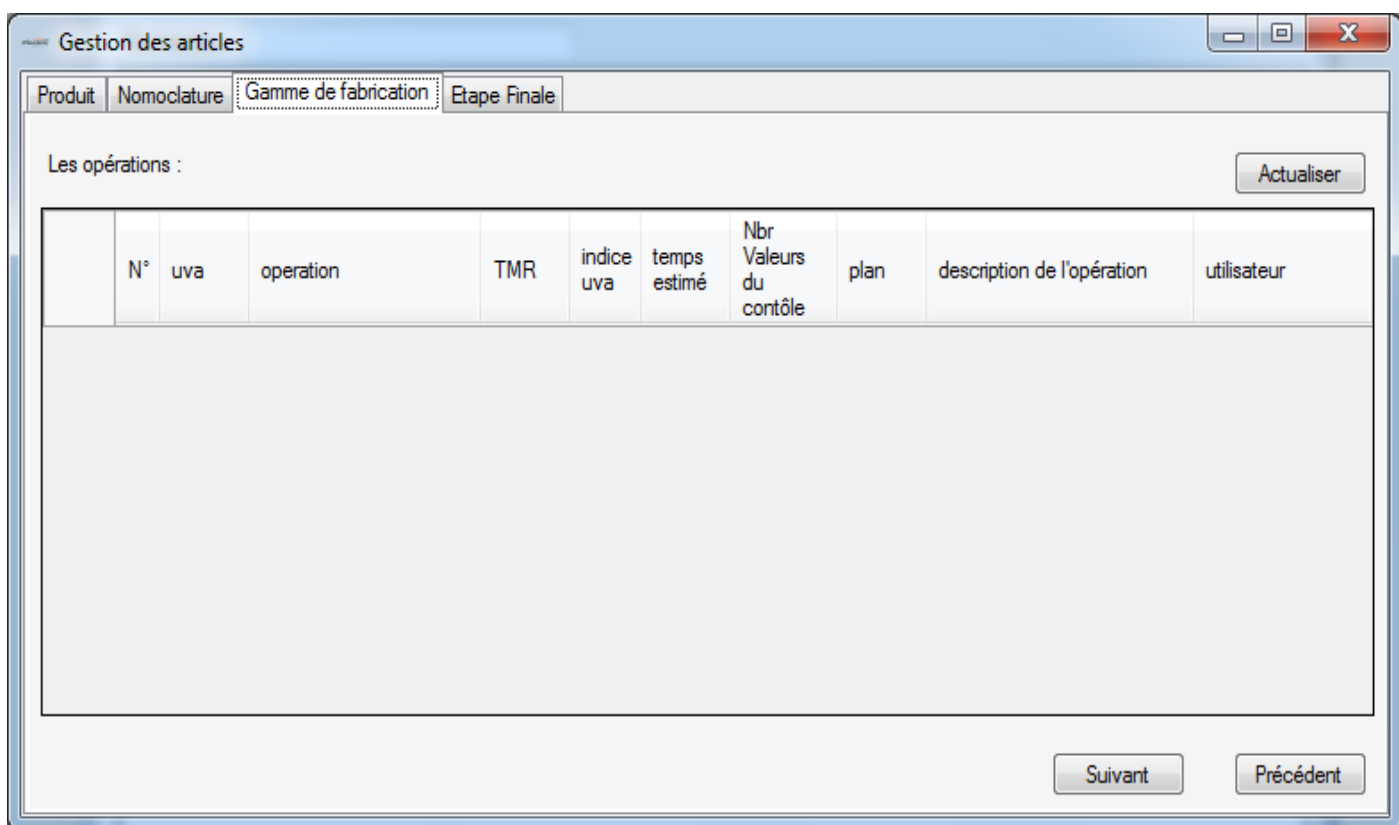 Gestion des articles
Produit Nomoclature Gamme de fabrication Etape Finale
Les opérations :
Actualiser
N° uva operation TMR indice uva temps estimé Nbr Valeurs du contôle plan description de l'opération utilisateur
Suivant Précédent